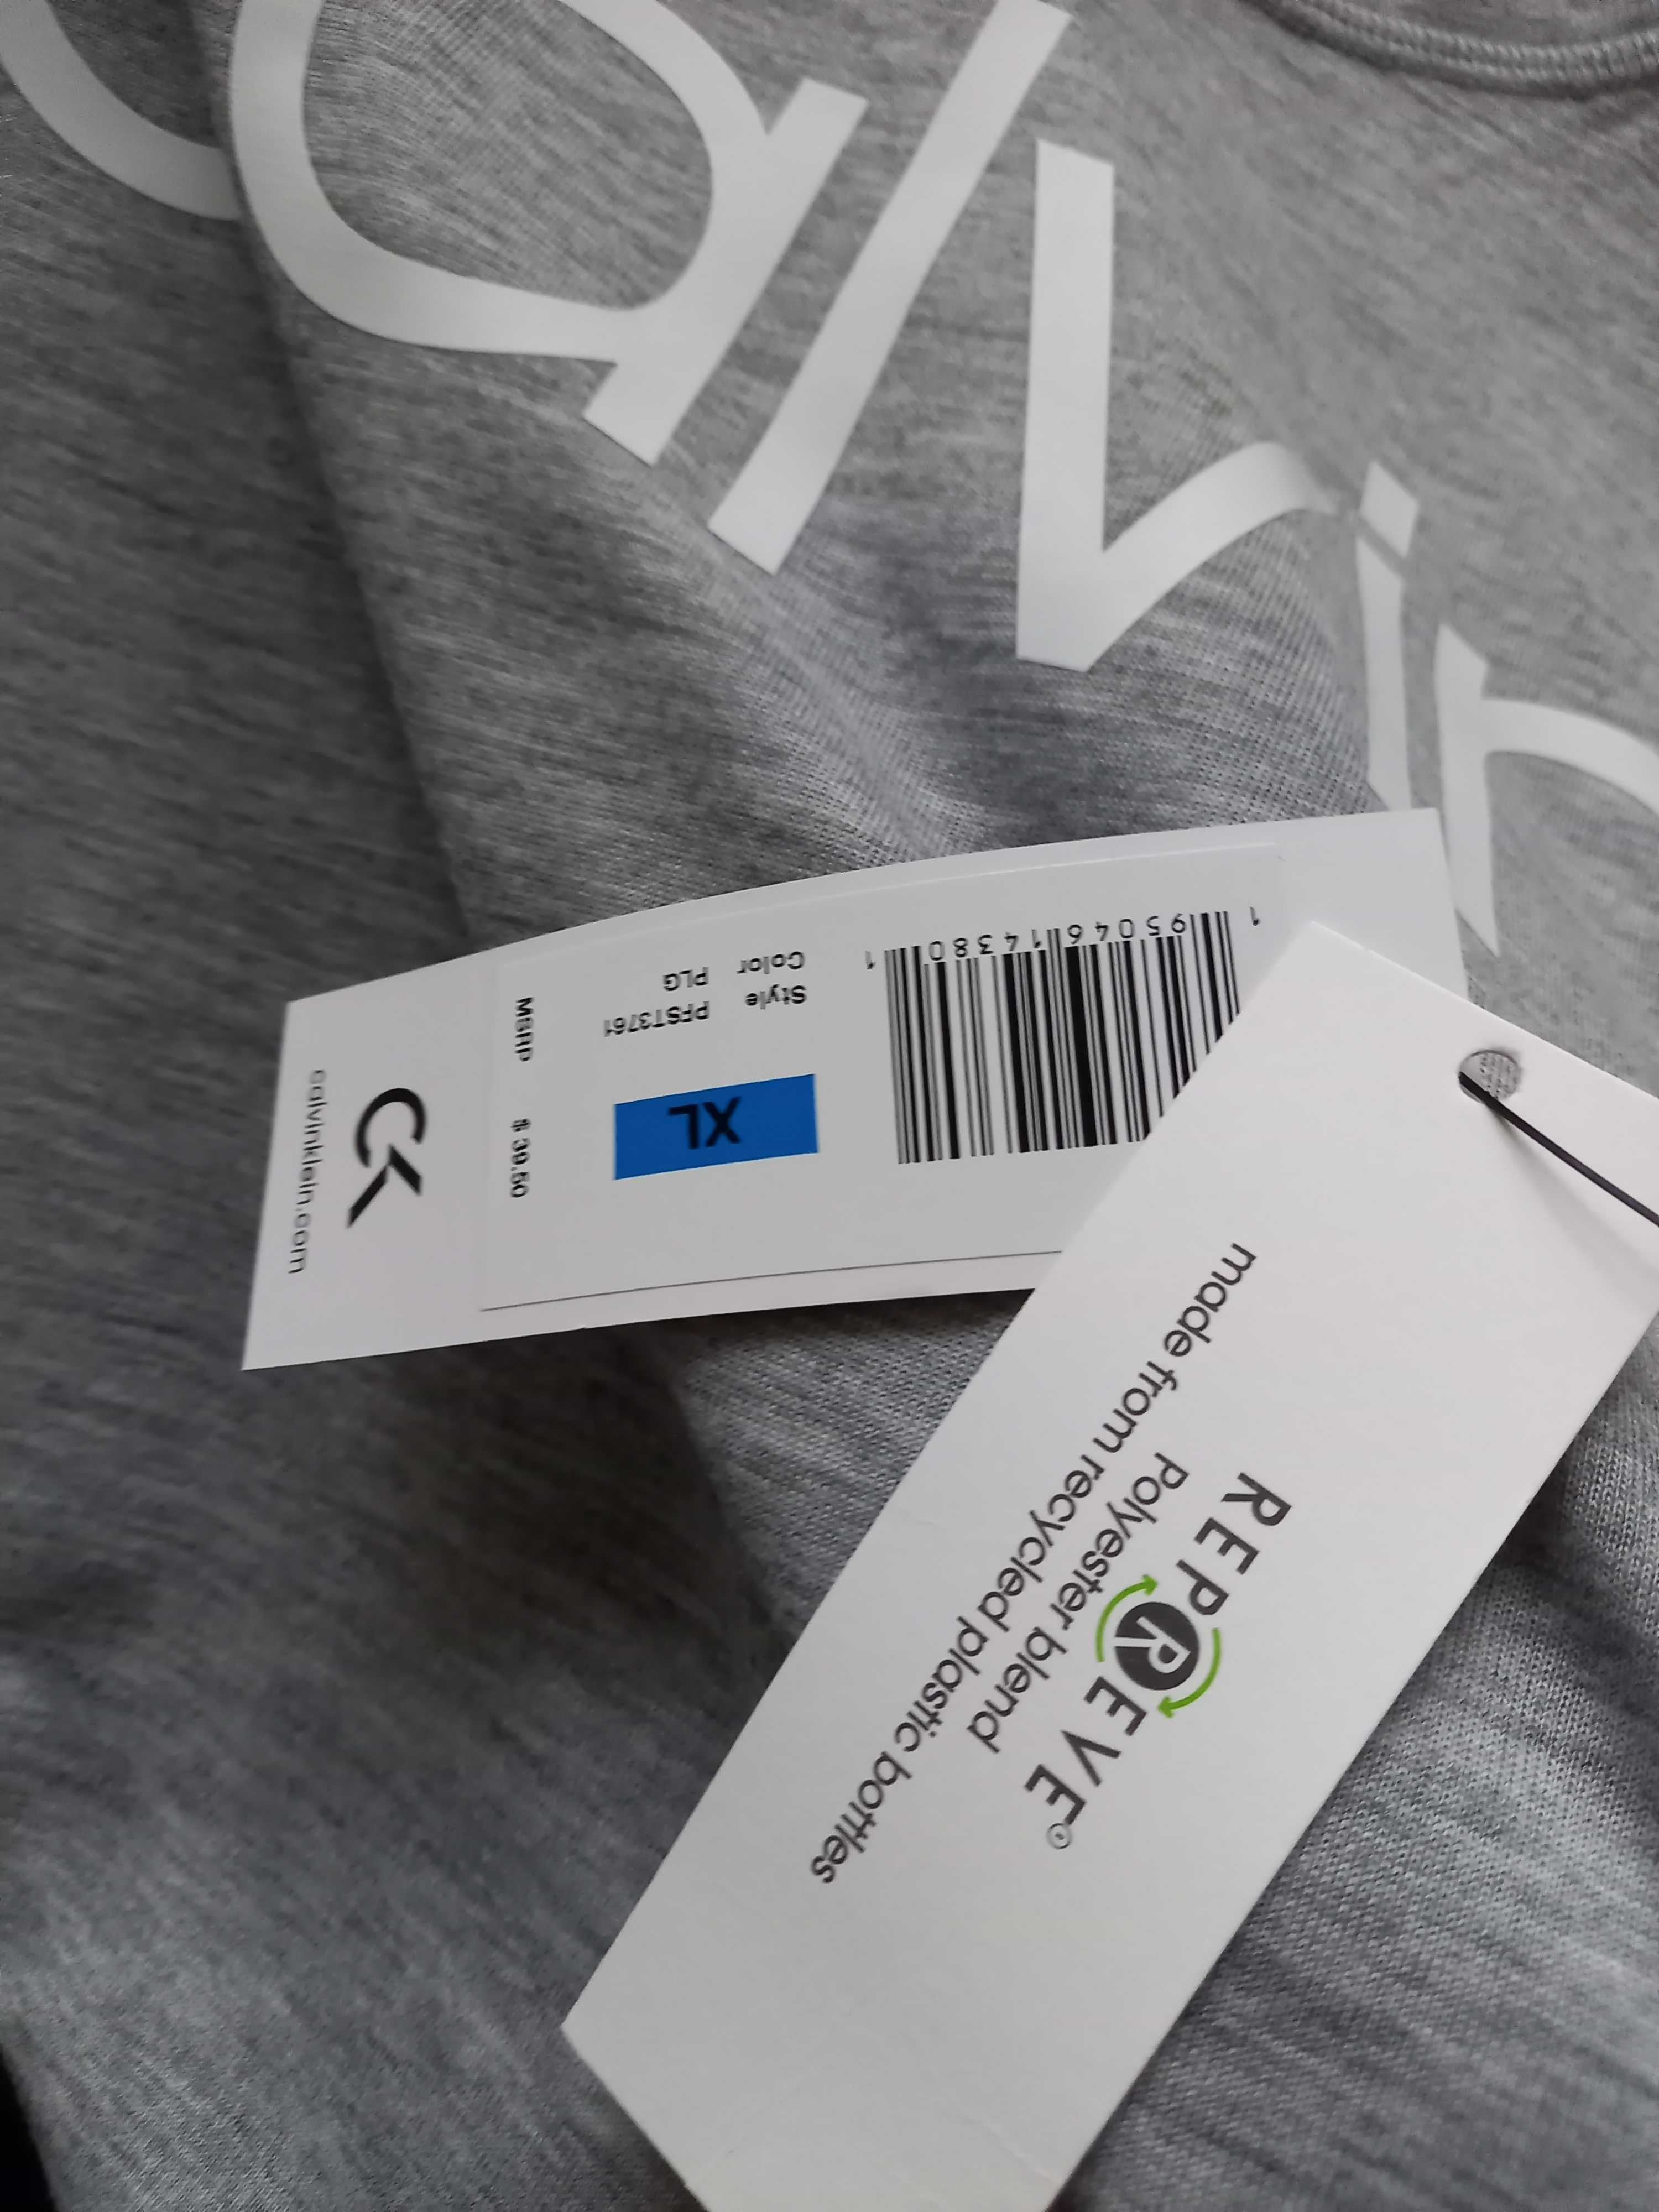 calvin
1 95046 14380 1
Style PFST3761
Color PLG
XL
MSRP $ 39.50
CK
calvinklein.com
REPREVE®
Polyester blend
made from recycled plastic bottles